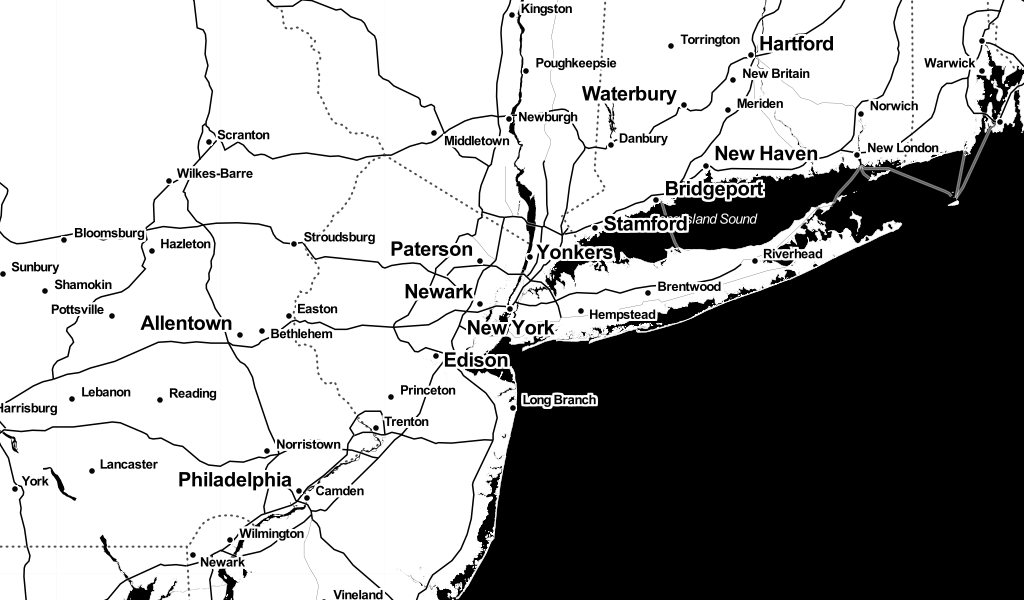 Kingston
Torrington
Hartford
Poughkeepsie
Warwick
New Britain
Waterbury
Meriden
Norwich
Newburgh
Scranton
Middletown
Danbury
New London
New Haven
Wilkes-Barre
Bridgeport
Island Sound
Stamford
Bloomsburg
Stroudsburg
Hazleton
Paterson
Yonkers
Riverhead
Sunbury
Shamokin
Brentwood
Newark
Pottsville
Easton
Hempstead
Allentown
New York
Bethlehem
Edison
Lebanon
Reading
Princeton
Long Branch
Harrisburg
Trenton
Norristown
Lancaster
York
Philadelphia
Camden
Wilmington
Newark
Vineland